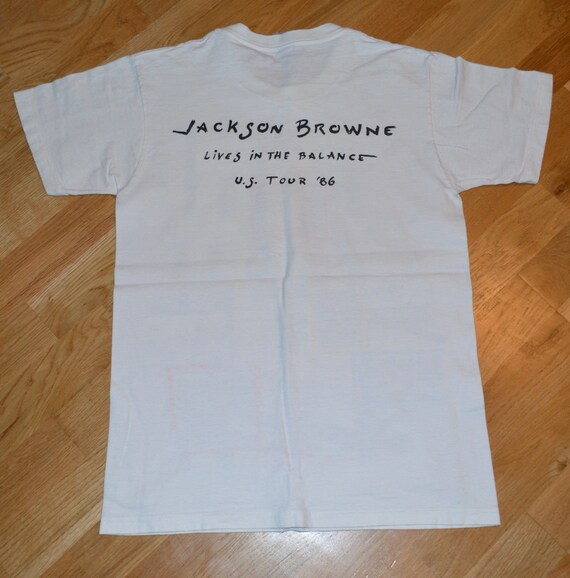 JACKSON BROWNE
LiVES iN THE BALANCE
U.S. TOUR '86